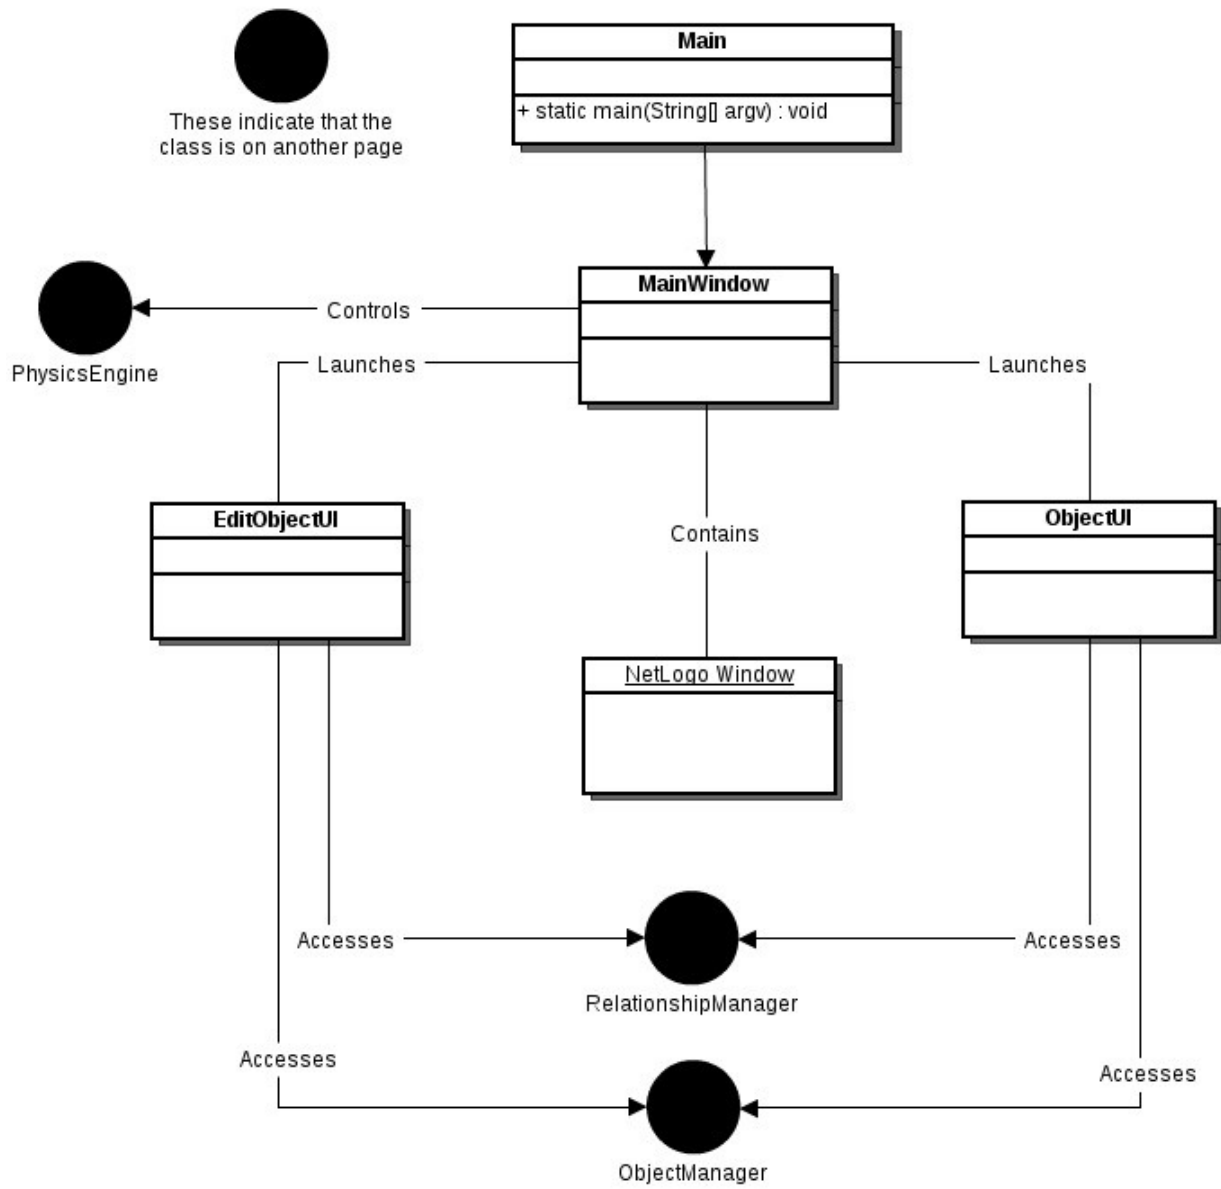 Main
+ static main(String[] argv) : void
These indicate that the
class is on another page
MainWindow
Controls
PhysicsEngine
Launches
Launches
EditObjectUI
ObjectUI
Contains
NetLogo Window
Accesses
Accesses
RelationshipManager
Accesses
Accesses
ObjectManager